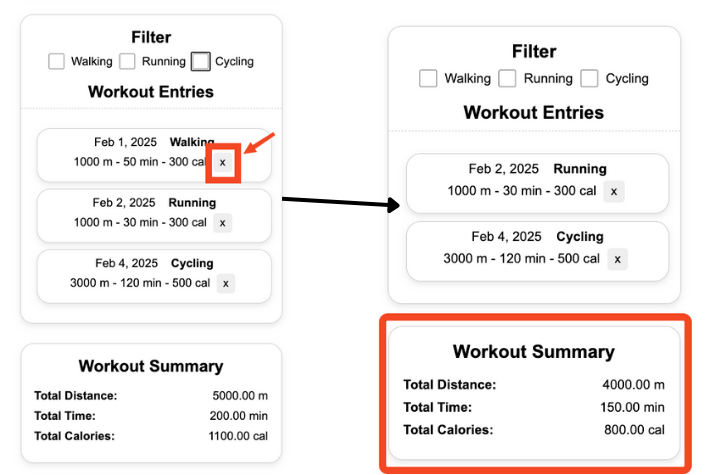 Filter
Walking Running Cycling
Workout Entries
Feb 1, 2025 Walking
1000 m - 50 min - 300 cal x
Feb 2, 2025 Running
1000 m - 30 min - 300 cal x
Feb 4, 2025 Cycling
3000 m - 120 min - 500 cal x
Workout Summary
Total Distance: 5000.00 m
Total Time: 200.00 min
Total Calories: 1100.00 cal
Filter
Walking Running Cycling
Workout Entries
Feb 2, 2025 Running
1000 m - 30 min - 300 cal x
Feb 4, 2025 Cycling
3000 m - 120 min - 500 cal x
Workout Summary
Total Distance: 4000.00 m
Total Time: 150.00 min
Total Calories: 800.00 cal